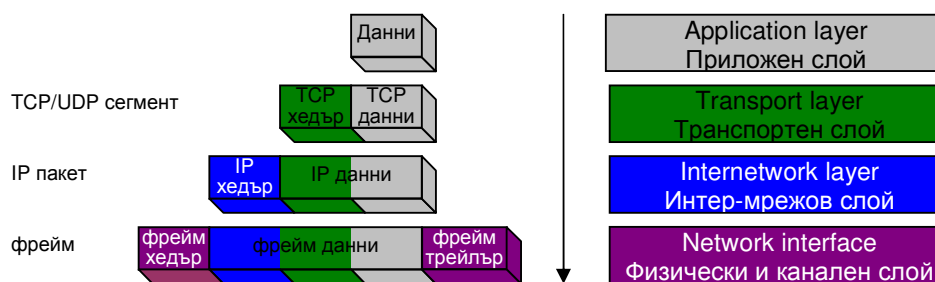 Данни
Application layer
Приложен слой
TCP/UDP сегмент
TCP
хедър
TCP
данни
Transport layer
Транспортен слой
IP пакет
IP
хедър
IP данни
Internetwork layer
Интер-мрежов слой
фрейм
фрейм
хедър
фрейм данни
фрейм
трейлър
Network interface
Физически и канален слой